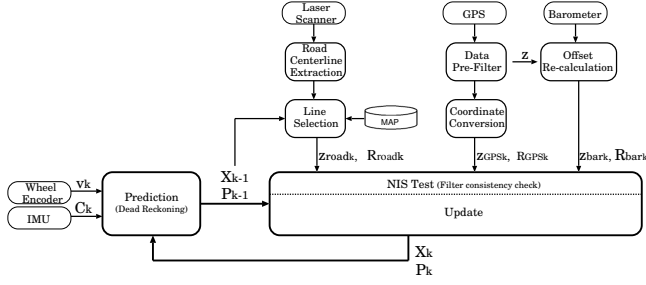 Laser
Scanner
GPS
Barometer
Road
Centerline
Extraction
Data
Pre-Filter
z
Offset
Re-calculation
Line
Selection
MAP
Coordinate
Conversion
zroadk, Rroadk
zGPSk, RGPSk
zbark, Rbark
Xk-1
Pk-1
Wheel
Encoder
vk
IMU
Ck
Prediction
(Dead Reckoning)
NIS Test (Filter consistency check)
Update
Xk
Pk